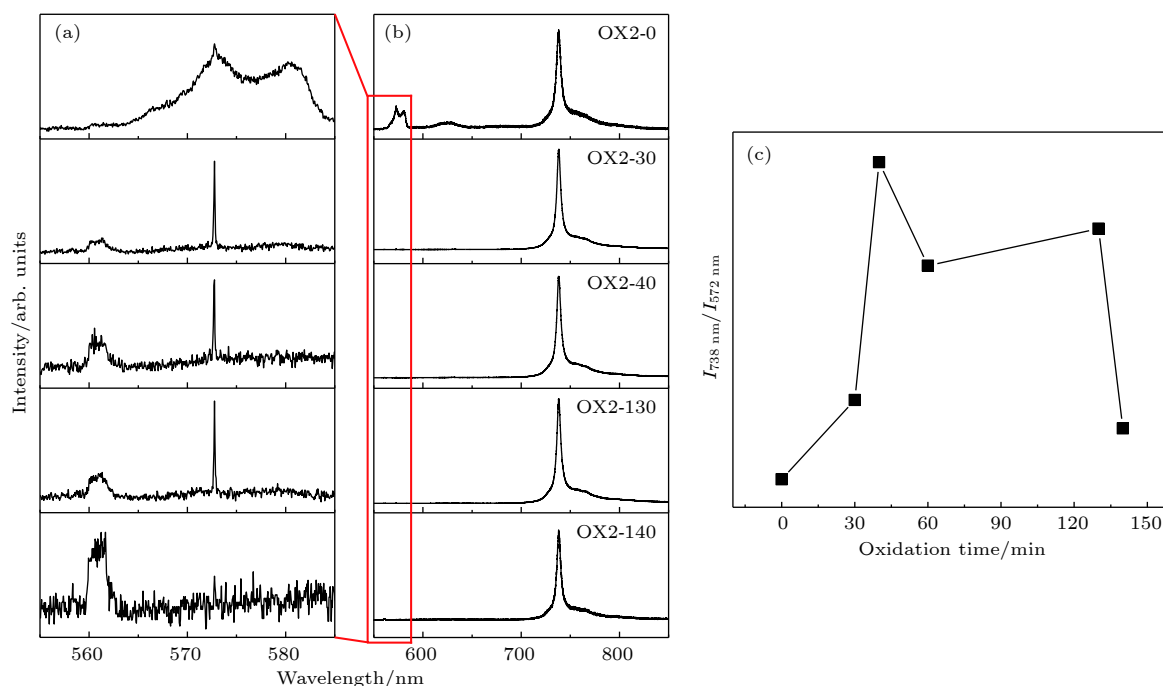 (a)
(b)
OX2-0
OX2-30
OX2-40
OX2-130
OX2-140
Intensity/arb. units
560 570 580
600 700 800
Wavelength/nm
(c)
I738 nm/I572 nm
0 30 60 90 120 150
Oxidation time/min